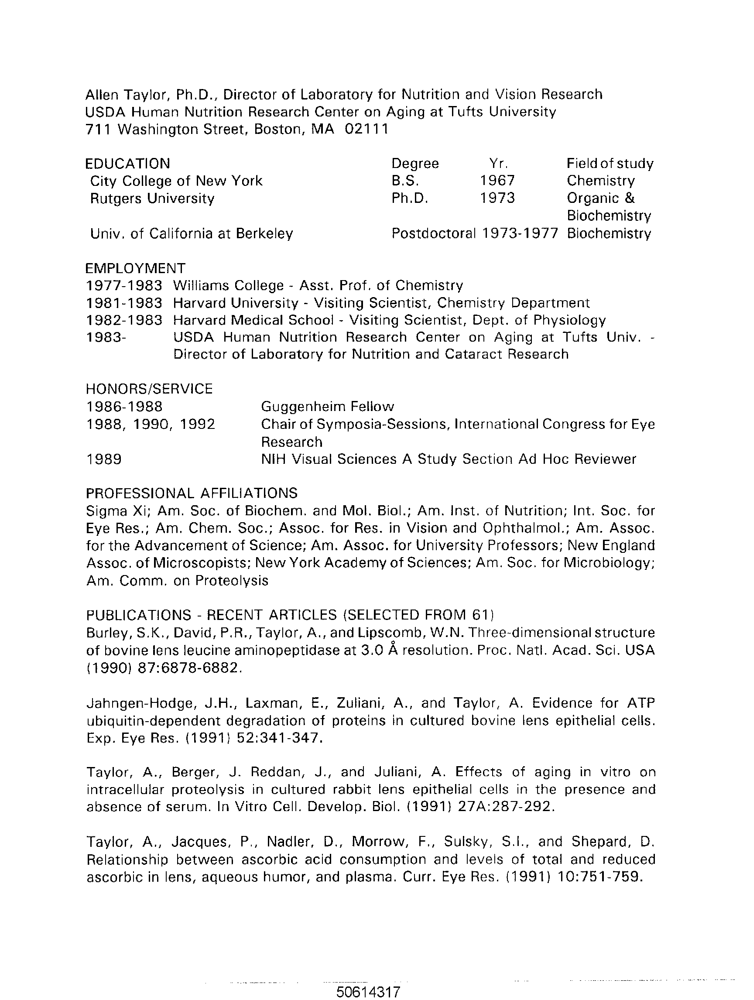 Allen Taylor, Ph.D., Director of Laboratory for Nutrition and Vision Research
USDA Human Nutrition Research Center on Aging at Tufts University
711 Washington Street, Boston, MA 02111
EDUCATION Degree Yr. Field of study
City College of New York B.S. 1967 Chemistry
Rutgers University Ph.D. 1973 Organic &
Biochemistry
Univ. of California at Berkeley Postdoctoral 1973-1977 Biochemistry
EMPLOYMENT
1977-1983 Williams College - Asst. Prof. of Chemistry
1981-1983 Harvard University - Visiting Scientist, Chemistry Department
1982-1983 Harvard Medical School - Visiting Scientist, Dept. of Physiology
1983- USDA Human Nutrition Research Center on Aging at Tufts Univ. -
Director of Laboratory for Nutrition and Cataract Research
HONORS/SERVICE
1986-1988 Guggenheim Fellow
1988, 1990, 1992 Chair of Symposia-Sessions, International Congress for Eye
Research
1989 NIH Visual Sciences A Study Section Ad Hoc Reviewer
PROFESSIONAL AFFILIATIONS
Sigma Xi; Am. Soc. of Biochem. and Mol. Biol.; Am. Inst. of Nutrition; Int. Soc. for
Eye Res.; Am. Chem. Soc.; Assoc. for Res. in Vision and Ophthalmol.; Am. Assoc.
for the Advancement of Science; Am. Assoc. for University Professors; New England
Assoc. of Microscopists; New York Academy of Sciences; Am. Soc. for Microbiology;
Am. Comm. on Proteolysis
PUBLICATIONS - RECENT ARTICLES (SELECTED FROM 61)
Burley, S.K., David, P.R., Taylor, A., and Lipscomb, W.N. Three-dimensional structure
of bovine lens leucine aminopeptidase at 3.0 Å resolution. Proc. Natl. Acad. Sci. USA
(1990) 87:6878-6882.
Jahngen-Hodge, J.H., Laxman, E., Zuliani, A., and Taylor, A. Evidence for ATP
ubiquitin-dependent degradation of proteins in cultured bovine lens epithelial cells.
Exp. Eye Res. (1991) 52:341-347.
Taylor, A., Berger, J. Reddan, J., and Juliani, A. Effects of aging in vitro on
intracellular proteolysis in cultured rabbit lens epithelial cells in the presence and
absence of serum. In Vitro Cell. Develop. Biol. (1991) 27A:287-292.
Taylor, A., Jacques, P., Nadler, D., Morrow, F., Sulsky, S.I., and Shepard, D.
Relationship between ascorbic acid consumption and levels of total and reduced
ascorbic in lens, aqueous humor, and plasma. Curr. Eye Res. (1991) 10:751-759.
50614317